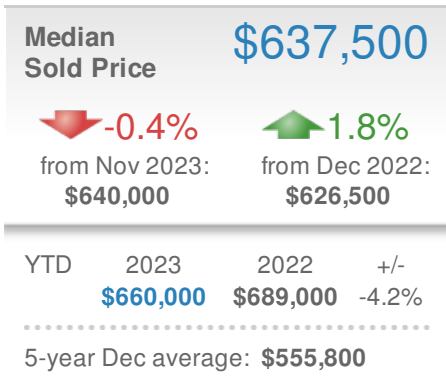 Median
Sold Price
$637,500
-0.4%
from Nov 2023:
$640,000
1.8%
from Dec 2022:
$626,500
YTD 2023 2022 +/-
$660,000 $689,000 -4.2%
5-year Dec average: $555,800